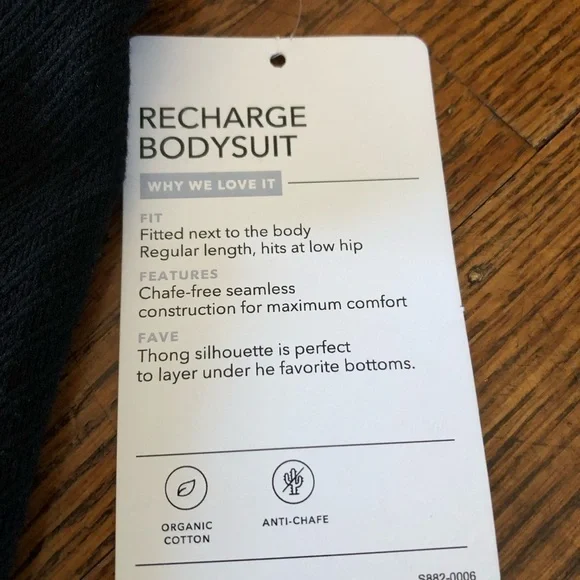 RECHARGE
BODYSUIT
WHY WE LOVE IT
FIT
Fitted next to the body
Regular length, hits at low hip
FEATURES
Chafe-free seamless
construction for maximum comfort
FAVE
Thong silhouette is perfect
to layer under he favorite bottoms.
ORGANIC
COTTON
ANTI-CHAFE
S882-0006